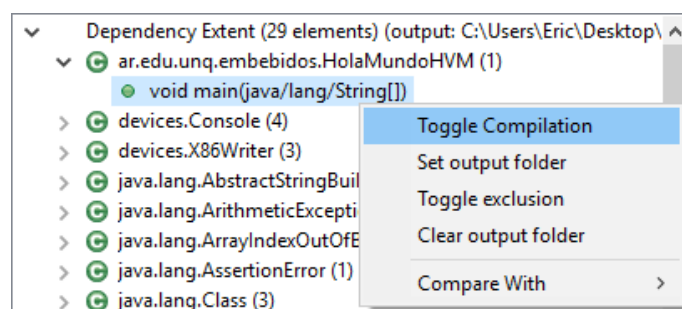 Dependency Extent (29 elements) (output: C:\Users\Eric\Desktop\
ar.edu.unq.embebidos.HolaMundoHVM (1)
void main(java/lang/String[])
devices.Console (4)
devices.X86Writer (3)
java.lang.AbstractStringBuil
java.lang.ArithmeticExcepti
java.lang.ArrayIndexOutOfB
java.lang.AssertionError (1)
java.lang.Class (3)
Toggle Compilation
Set output folder
Toggle exclusion
Clear output folder
Compare With